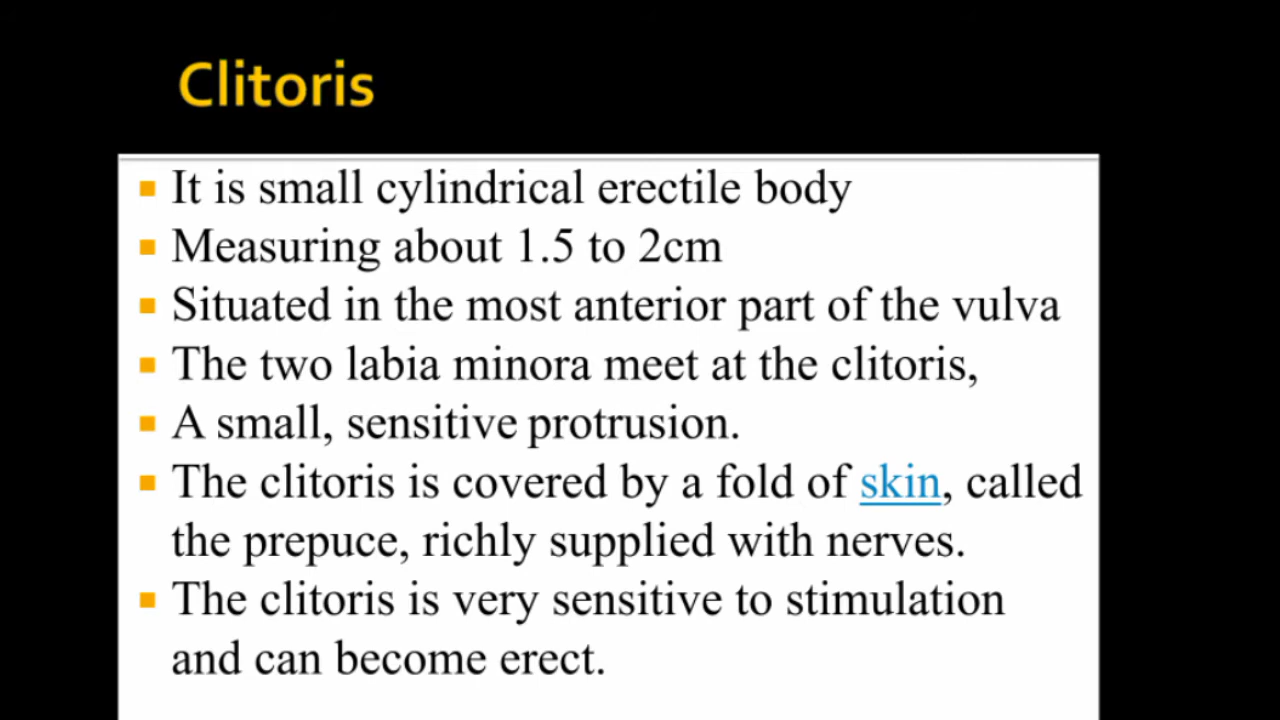 Clitoris
It is small cylindrical erectile body
Measuring about 1.5 to 2cm
Situated in the most anterior part of the vulva
The two labia minora meet at the clitoris,
A small, sensitive protrusion.
The clitoris is covered by a fold of skin, called
the prepuce, richly supplied with nerves.
The clitoris is very sensitive to stimulation
and can become erect.